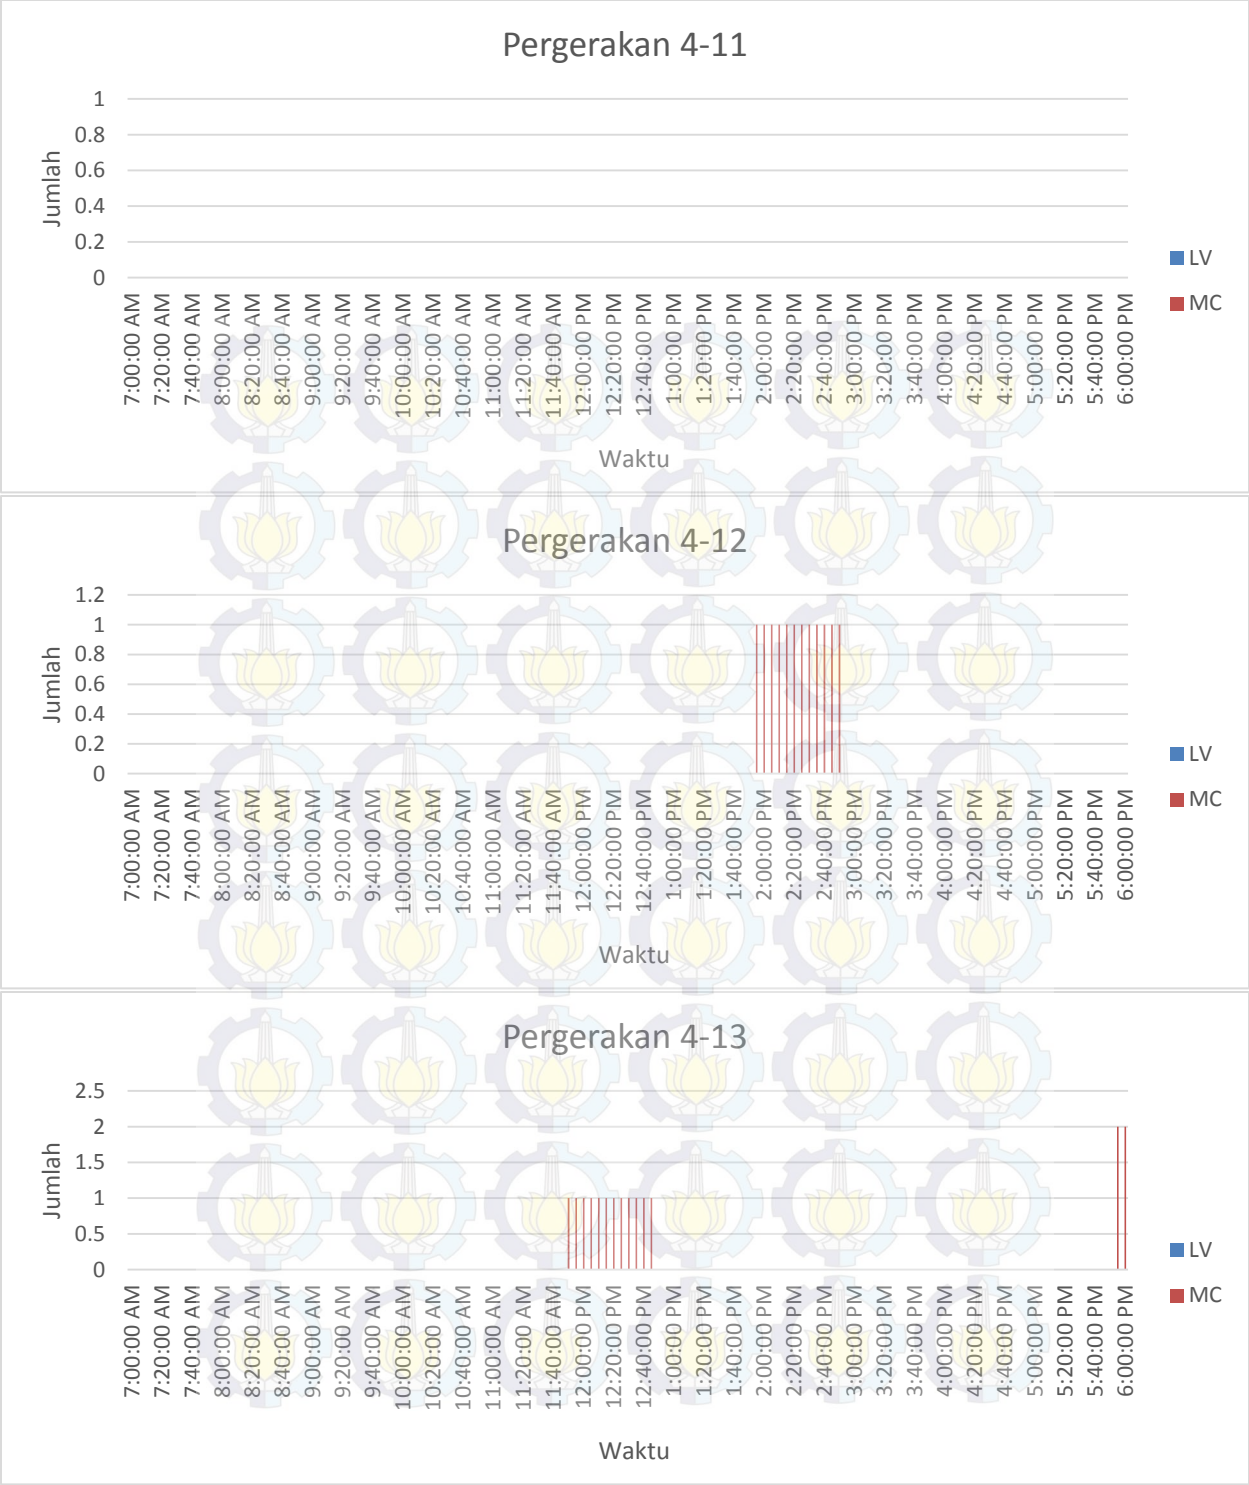 Pergerakan 4-11
1
0.8
0.6
0.4
0.2
0
Jumlah
7:00:00 AM
7:20:00 AM
7:40:00 AM
8:00:00 AM
8:20:00 AM
8:40:00 AM
9:00:00 AM
9:20:00 AM
9:40:00 AM
10:00:00 AM
10:20:00 AM
10:40:00 AM
11:00:00 AM
11:20:00 AM
11:40:00 AM
12:00:00 PM
12:20:00 PM
12:40:00 PM
1:00:00 PM
1:20:00 PM
1:40:00 PM
2:00:00 PM
2:20:00 PM
2:40:00 PM
3:00:00 PM
3:20:00 PM
3:40:00 PM
4:00:00 PM
4:20:00 PM
4:40:00 PM
5:00:00 PM
5:20:00 PM
5:40:00 PM
6:00:00 PM
Waktu
LV
MC
Pergerakan 4-12
1.2
1
0.8
0.6
0.4
0.2
0
Jumlah
7:00:00 AM
7:20:00 AM
7:40:00 AM
8:00:00 AM
8:20:00 AM
8:40:00 AM
9:00:00 AM
9:20:00 AM
9:40:00 AM
10:00:00 AM
10:20:00 AM
10:40:00 AM
11:00:00 AM
11:20:00 AM
11:40:00 AM
12:00:00 PM
12:20:00 PM
12:40:00 PM
1:00:00 PM
1:20:00 PM
1:40:00 PM
2:00:00 PM
2:20:00 PM
2:40:00 PM
3:00:00 PM
3:20:00 PM
3:40:00 PM
4:00:00 PM
4:20:00 PM
4:40:00 PM
5:00:00 PM
5:20:00 PM
5:40:00 PM
6:00:00 PM
Waktu
LV
MC
Pergerakan 4-13
2.5
2
1.5
1
0.5
0
Jumlah
7:00:00 AM
7:20:00 AM
7:40:00 AM
8:00:00 AM
8:20:00 AM
8:40:00 AM
9:00:00 AM
9:20:00 AM
9:40:00 AM
10:00:00 AM
10:20:00 AM
10:40:00 AM
11:00:00 AM
11:20:00 AM
11:40:00 AM
12:00:00 PM
12:20:00 PM
12:40:00 PM
1:00:00 PM
1:20:00 PM
1:40:00 PM
2:00:00 PM
2:20:00 PM
2:40:00 PM
3:00:00 PM
3:20:00 PM
3:40:00 PM
4:00:00 PM
4:20:00 PM
4:40:00 PM
5:00:00 PM
5:20:00 PM
5:40:00 PM
6:00:00 PM
Waktu
LV
MC